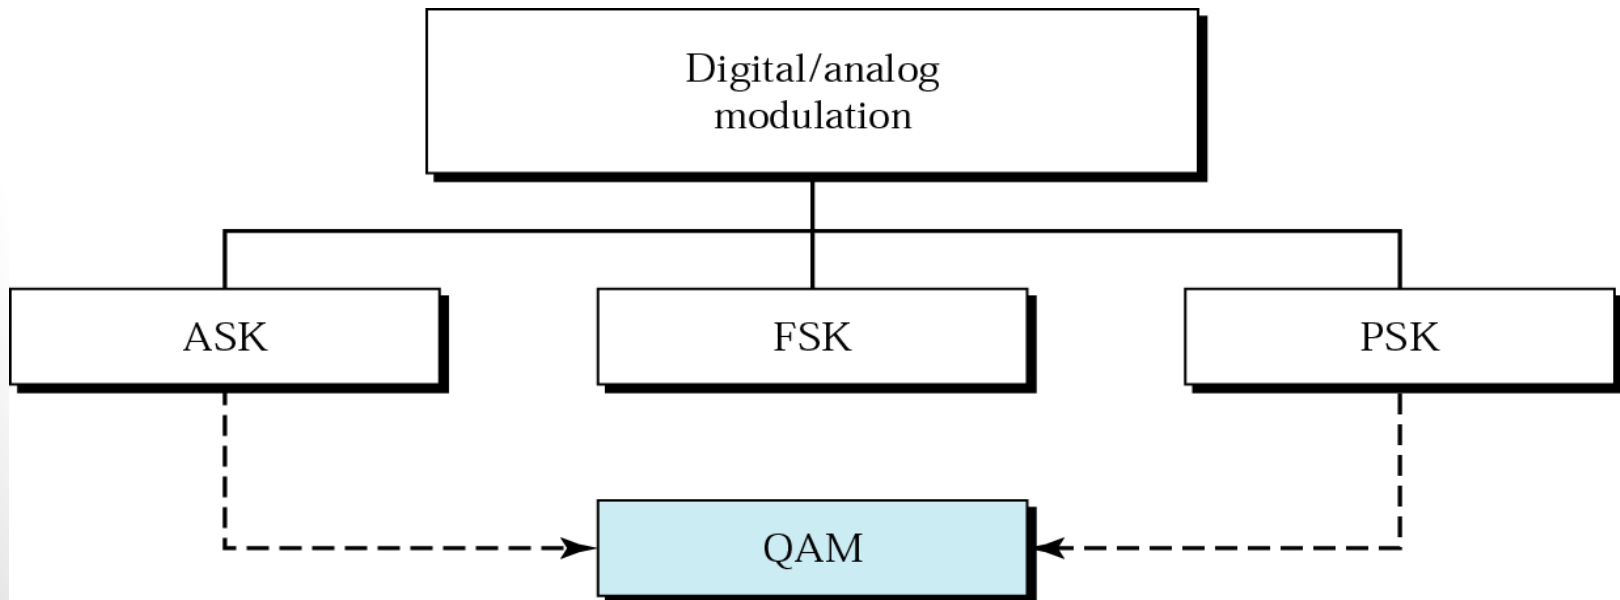 Digital/analog
modulation
ASK
FSK
PSK
QAM